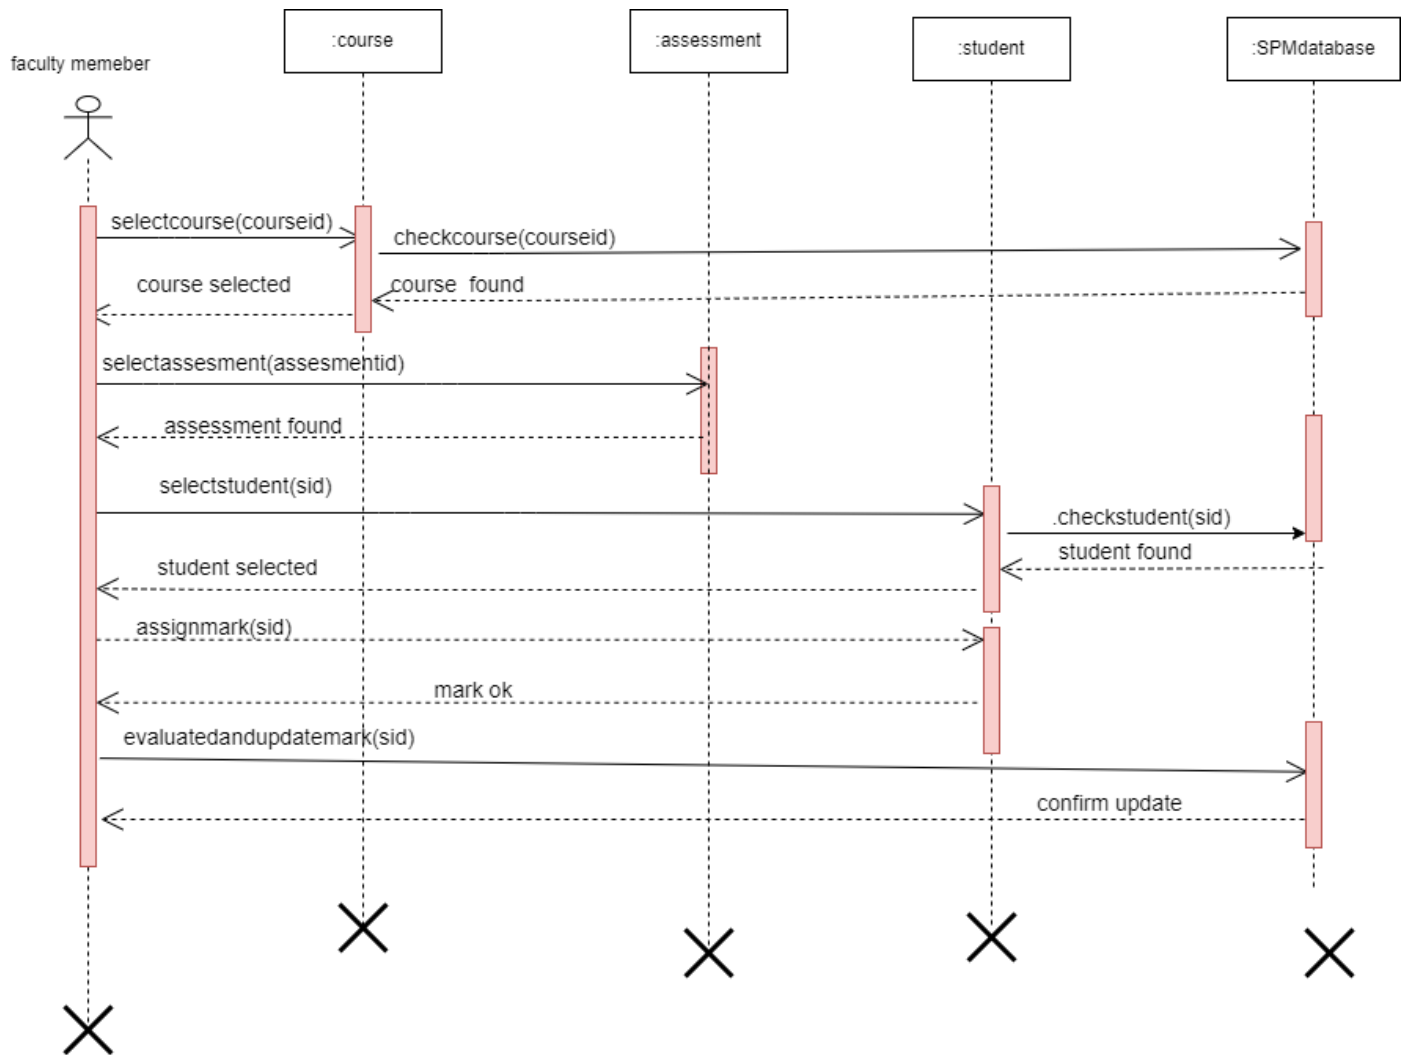 :course
:assessment
:student
:SPMdatabase
faculty memeber
selectcourse(courseid)
checkcourse(courseid)
course selected
course  found
selectassesment(assesmentid)
assessment found
selectstudent(sid)
.checkstudent(sid)
student found
student selected
assignmark(sid)
mark ok
evaluatedandupdatemark(sid)
confirm update